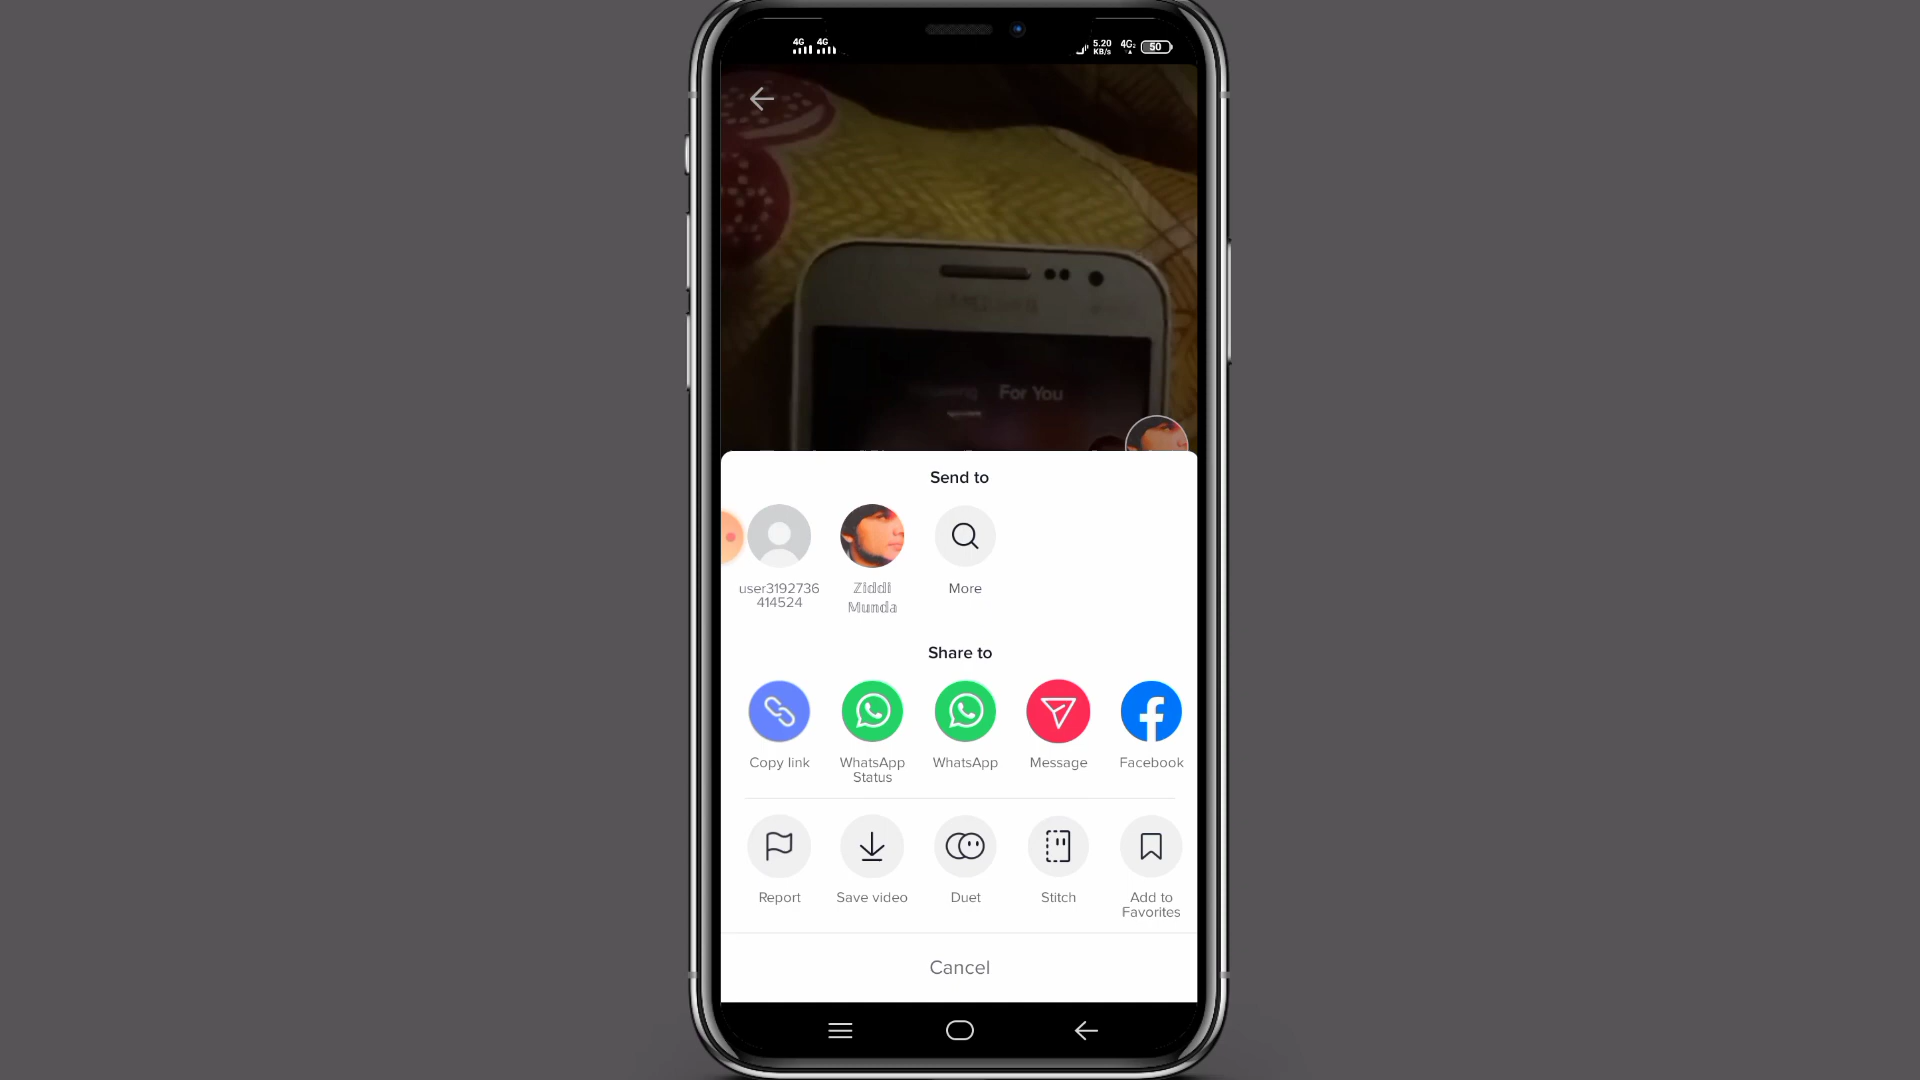 4G 4G
5.20
KB/s
4G
50
For You
Send to
user3192736
414524
ℤ𝕚𝕕𝕕𝕚
𝕄𝕦𝕟𝕕𝕒
More
Share to
Copy link
WhatsApp
Status
WhatsApp
Message
Facebook
Report
Save video
Duet
Stitch
Add to
Favorites
Cancel